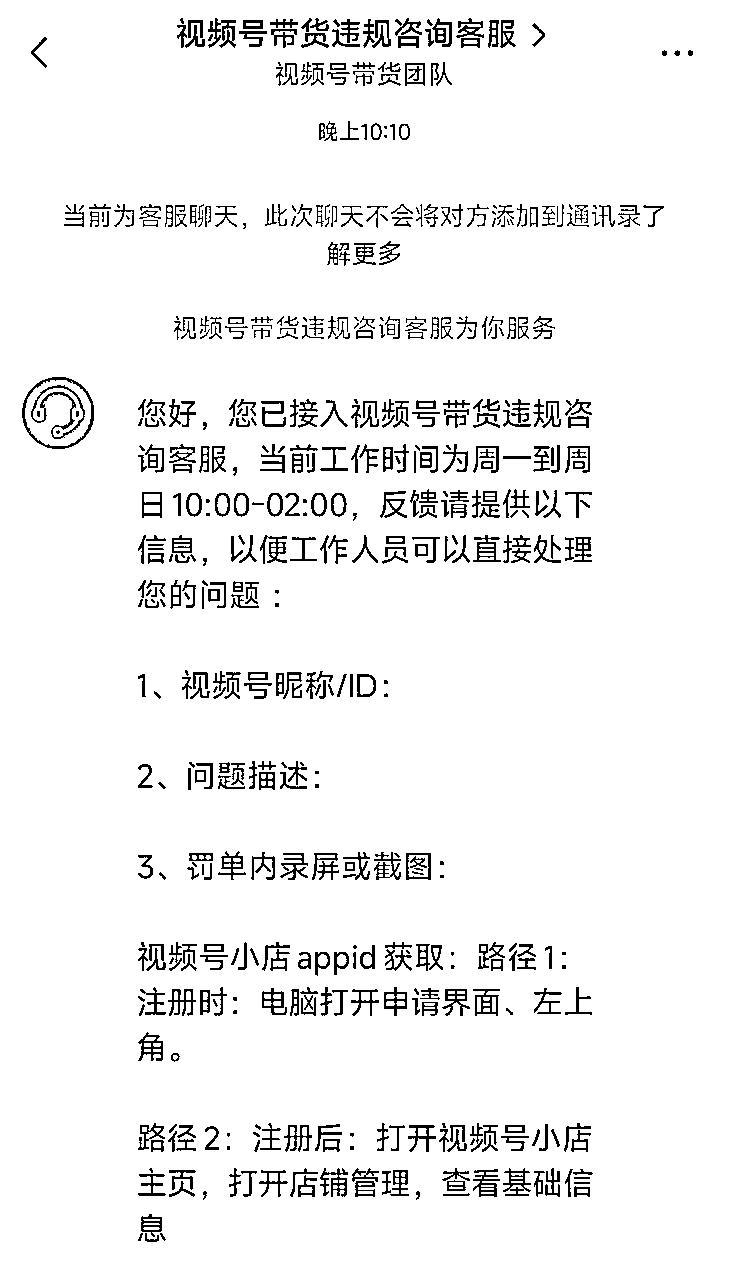 视频号带货违规咨询客服
视频号带货团队
晚上10:10
当前为客服聊天，此次聊天不会将对方添加到通讯录了
解更多
视频号带货违规咨询客服为你服务
您好，您已接入视频号带货违规咨
询客服，当前工作时间为周一到周
日10:00-02:00，反馈请提供以下
信息，以便工作人员可以直接处理
您的问题：
1、视频号昵称/ID：
2、问题描述：
3、罚单内录屏或截图：
视频号小店appid获取：路径1：
注册时：电脑打开申请界面、左上
角。
路径2：注册后：打开视频号小店
主页，打开店铺管理，查看基础信
息